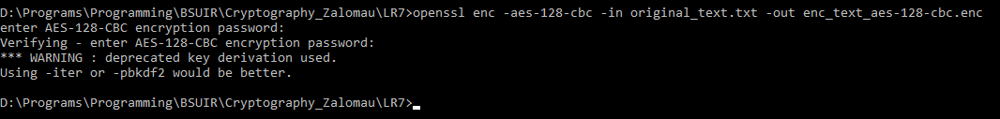 D:\Programs\Programming\BSUIR\Cryptography_Zalomau\LR7>openssl enc -aes-128-cbc -in original_text.txt -out enc_text_aes-128-cbc.enc
enter AES-128-CBC encryption password:
Verifying - enter AES-128-CBC encryption password:
*** WARNING : deprecated key derivation used.
Using -iter or -pbkdf2 would be better.
D:\Programs\Programming\BSUIR\Cryptography_Zalomau\LR7>